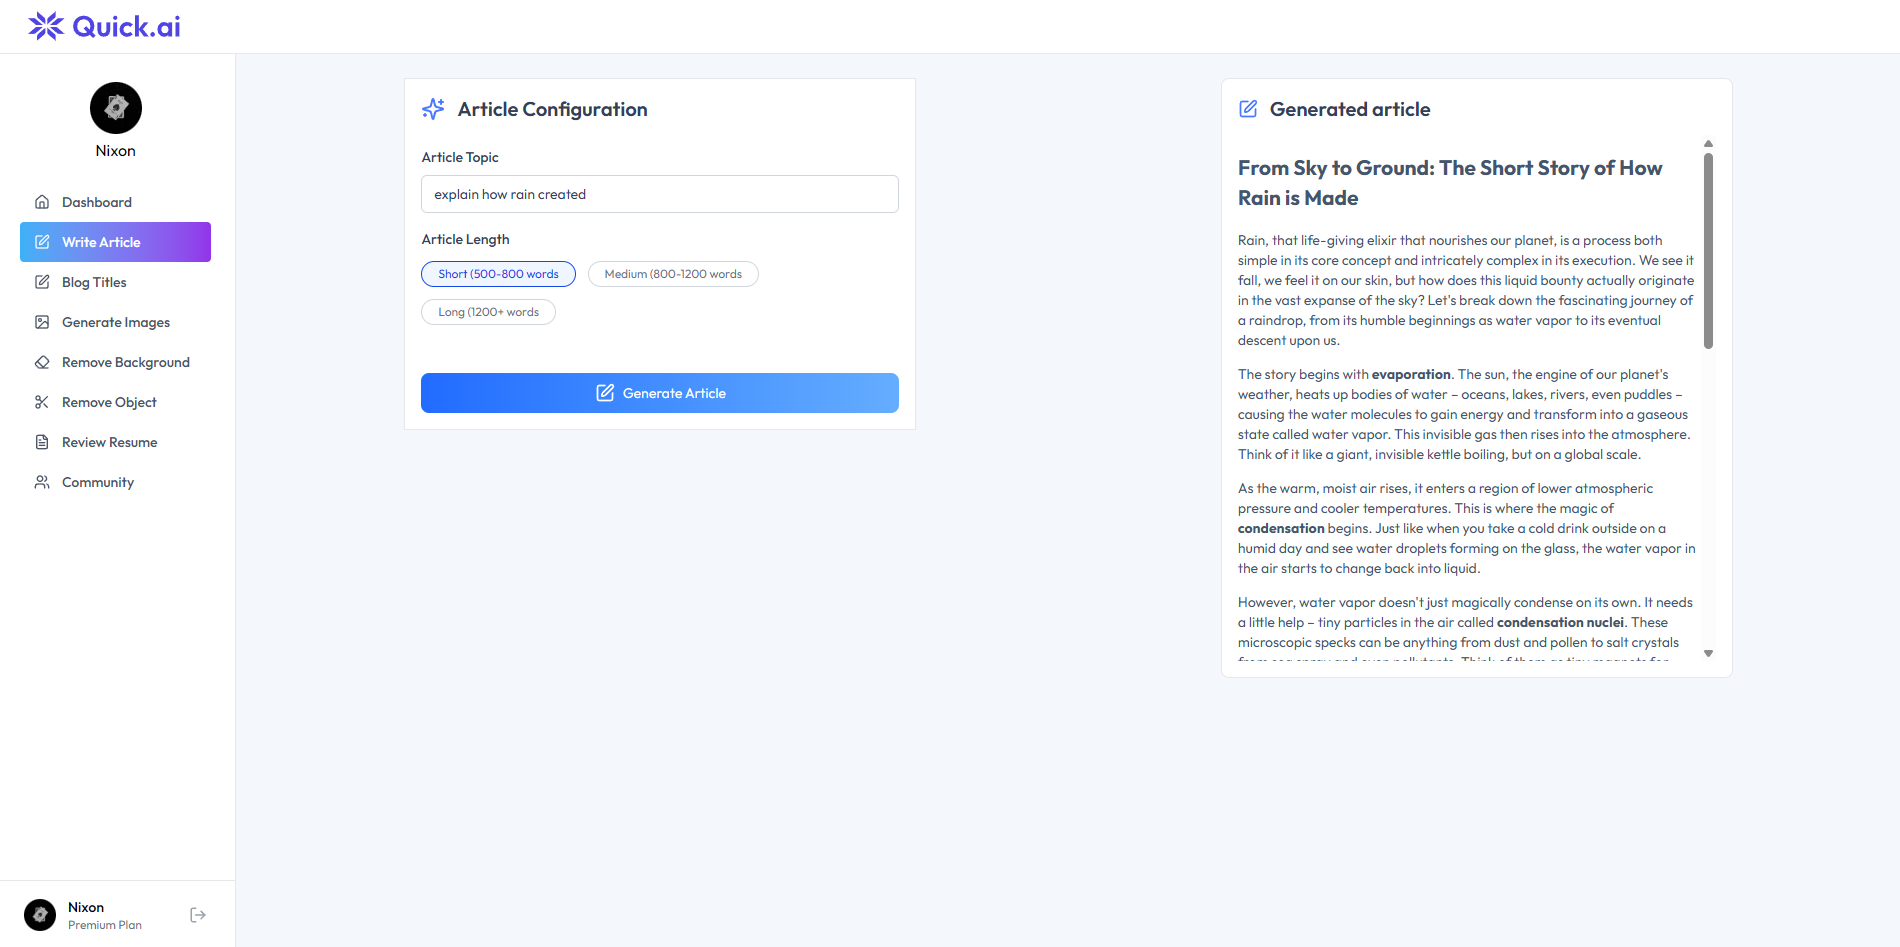 Quick.ai
Nixon
Dashboard
Write Article
Blog Titles
Generate Images
Remove Background
Remove Object
Review Resume
Community
Nixon
Premium Plan
Article Configuration
Article Topic
explain how rain created
Article Length
Short (500-800 words
Medium (800-1200 words
Long (1200+ words
Generate Article
Generated article
From Sky to Ground: The Short Story of How
Rain is Made
Rain, that life-giving elixir that nourishes our planet, is a process both
simple in its core concept and intricately complex in its execution. We see it
fall, we feel it on our skin, but how does this liquid bounty actually originate
in the vast expanse of the sky? Let's break down the fascinating journey of
a raindrop, from its humble beginnings as water vapor to its eventual
descent upon us.
The story begins with evaporation. The sun, the engine of our planet's
weather, heats up bodies of water – oceans, lakes, rivers, even puddles –
causing the water molecules to gain energy and transform into a gaseous
state called water vapor. This invisible gas then rises into the atmosphere.
Think of it like a giant, invisible kettle boiling, but on a global scale.
As the warm, moist air rises, it enters a region of lower atmospheric
pressure and cooler temperatures. This is where the magic of
condensation begins. Just like when you take a cold drink outside on a
humid day and see water droplets forming on the glass, the water vapor in
the air starts to change back into liquid.
However, water vapor doesn't just magically condense on its own. It needs
a little help – tiny particles in the air called condensation nuclei. These
microscopic specks can be anything from dust and pollen to salt crystals
from sea spray and even pollutants. Think of them as tiny magnets for